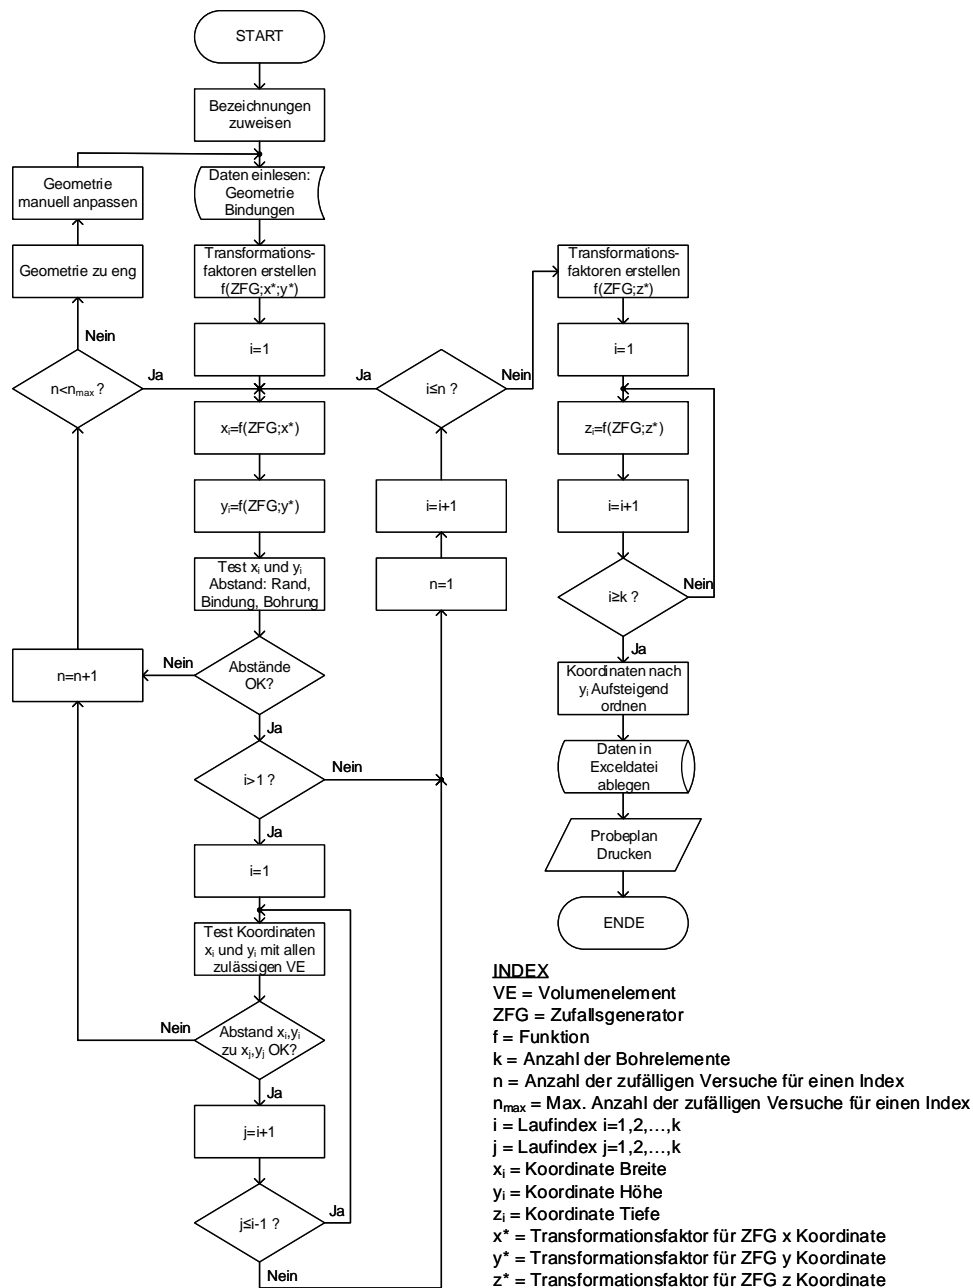 START
Bezeichnungen
zuweisen
Daten einlesen:
Geometrie
Bindungen
Geometrie
manuell anpassen
Geometrie zu eng
Transformations-
faktoren erstellen
f(ZFG;x*;y*)
Transformations-
faktoren erstellen
f(ZFG;z*)
Nein
i=1
i=1
n<nmax ?
Ja
Ja
i≤n ?
Nein
xi=f(ZFG;x*)
zi=f(ZFG;z*)
yi=f(ZFG;y*)
i=i+1
i=i+1
Test xi und yi
Abstand: Rand,
Bindung, Bohrung
n=1
i≥k ?
Nein
Ja
n=n+1
Nein
Abstände
OK?
Ja
Koordinaten nach
yi Aufsteigend
ordnen
i>1 ?
Nein
Ja
Daten in
Exceldatei
ablegen
Probeplan
Drucken
i=1
ENDE
Test Koordinaten
xi und yi mit allen
zulässigen VE
Nein
Abstand xi,yi
zu xj,yj OK?
Ja
j=i+1
j≤i-1 ?
Ja
Nein
INDEX
VE = Volumenelement
ZFG = Zufallsgenerator
f = Funktion
k = Anzahl der Bohrelemente
n = Anzahl der zufälligen Versuche für einen Index
nmax = Max. Anzahl der zufälligen Versuche für einen Index
i = Laufindex i=1,2,…,k
j = Laufindex j=1,2,…,k
xi = Koordinate Breite
yi = Koordinate Höhe
zi = Koordinate Tiefe
x* = Transformationsfaktor für ZFG x Koordinate
y* = Transformationsfaktor für ZFG y Koordinate
z* = Transformationsfaktor für ZFG z Koordinate